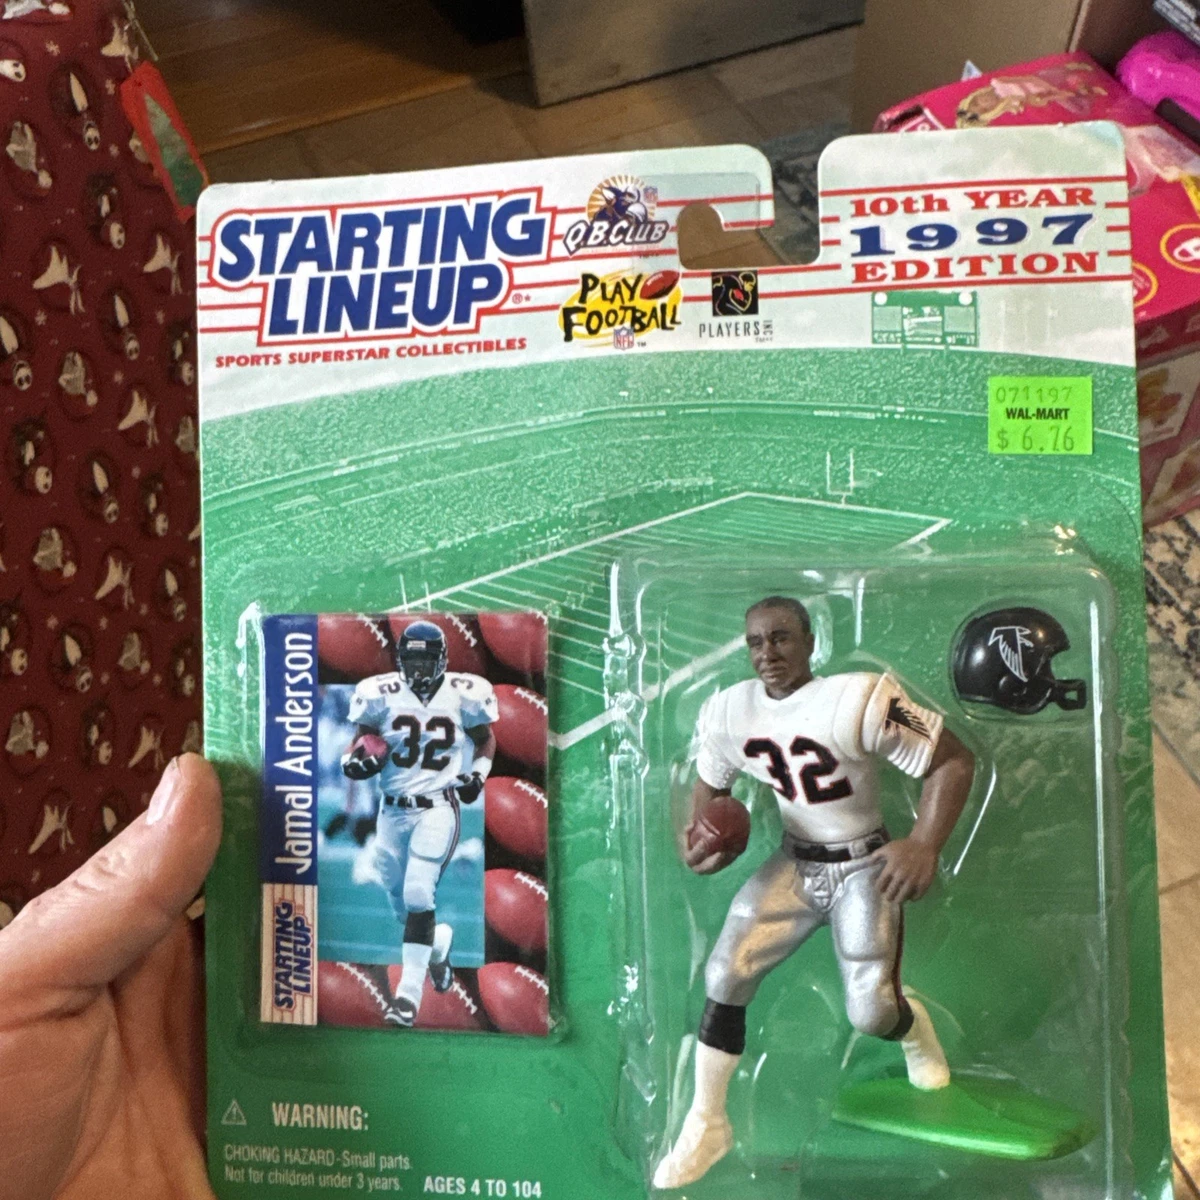 STARTING
LINEUP®
SPORTS SUPERSTAR COLLECTIBLES
Q.B. CLUB
PLAY
FOOTBALL
NFL
PLAYERS INC
10th YEAR
1997
EDITION
071197
WAL-MART
$ 6.76
Jamal Anderson
STARTING
LINEUP
32
32
32
WARNING:
CHOKING HAZARD-Small parts.
Not for children under 3 years.
AGES 4 TO 104